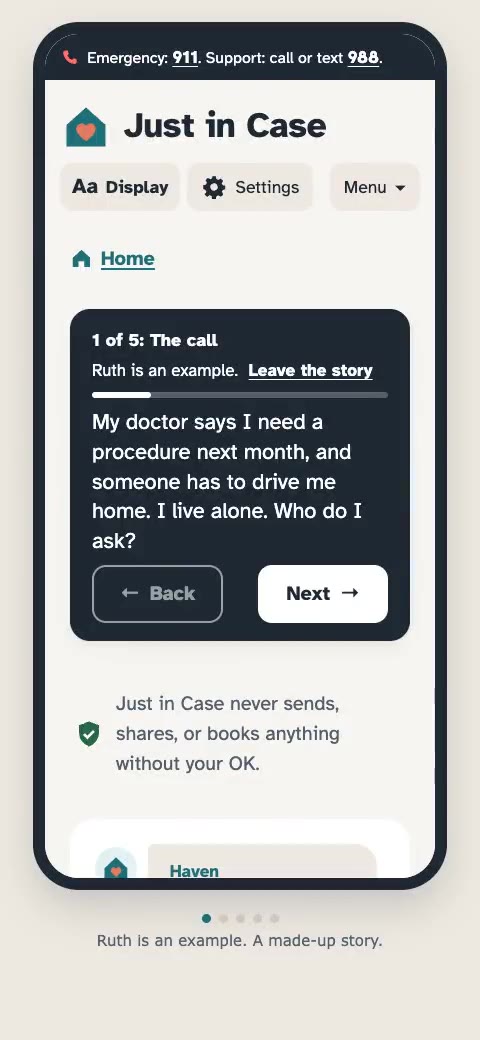 Emergency: 911. Support: call or text 988.
Just in Case
Aa Display
Settings
Menu
Home
1 of 5: The call
Ruth is an example. Leave the story
My doctor says I need a
procedure next month, and
someone has to drive me
home. I live alone. Who do I
ask?
← Back
Next →
Just in Case never sends,
shares, or books anything
without your OK.
Haven
Ruth is an example. A made-up story.